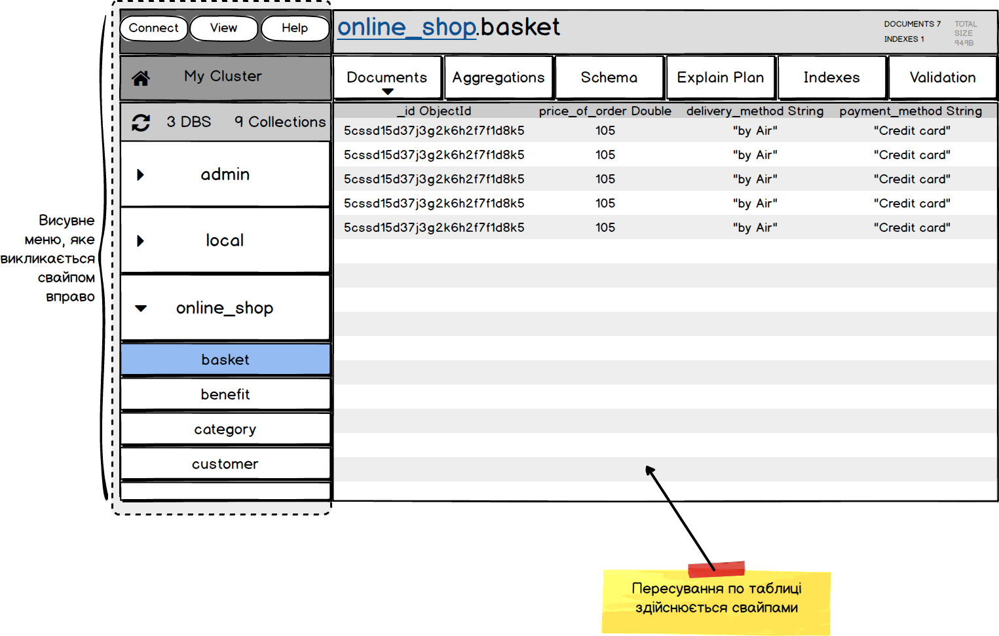 Connect View Help
online_shop.basket
DOCUMENTS 7
INDEXES 1
TOTAL
SIZE
949B
My Cluster
Documents Aggregations Schema Explain Plan Indexes Validation
3 DBS 9 Collections
_id ObjectId price_of_order Double delivery_method String payment_method String
5cssd15d37j3g2k6h2f7f1d8k5 105 "by Air" "Credit card"
5cssd15d37j3g2k6h2f7f1d8k5 105 "by Air" "Credit card"
5cssd15d37j3g2k6h2f7f1d8k5 105 "by Air" "Credit card"
5cssd15d37j3g2k6h2f7f1d8k5 105 "by Air" "Credit card"
5cssd15d37j3g2k6h2f7f1d8k5 105 "by Air" "Credit card"
admin
local
online_shop
basket
benefit
category
customer
Висувне
меню, яке
викликається
свайпом
вправо
Пересування по таблиці
здійснюється свайпами